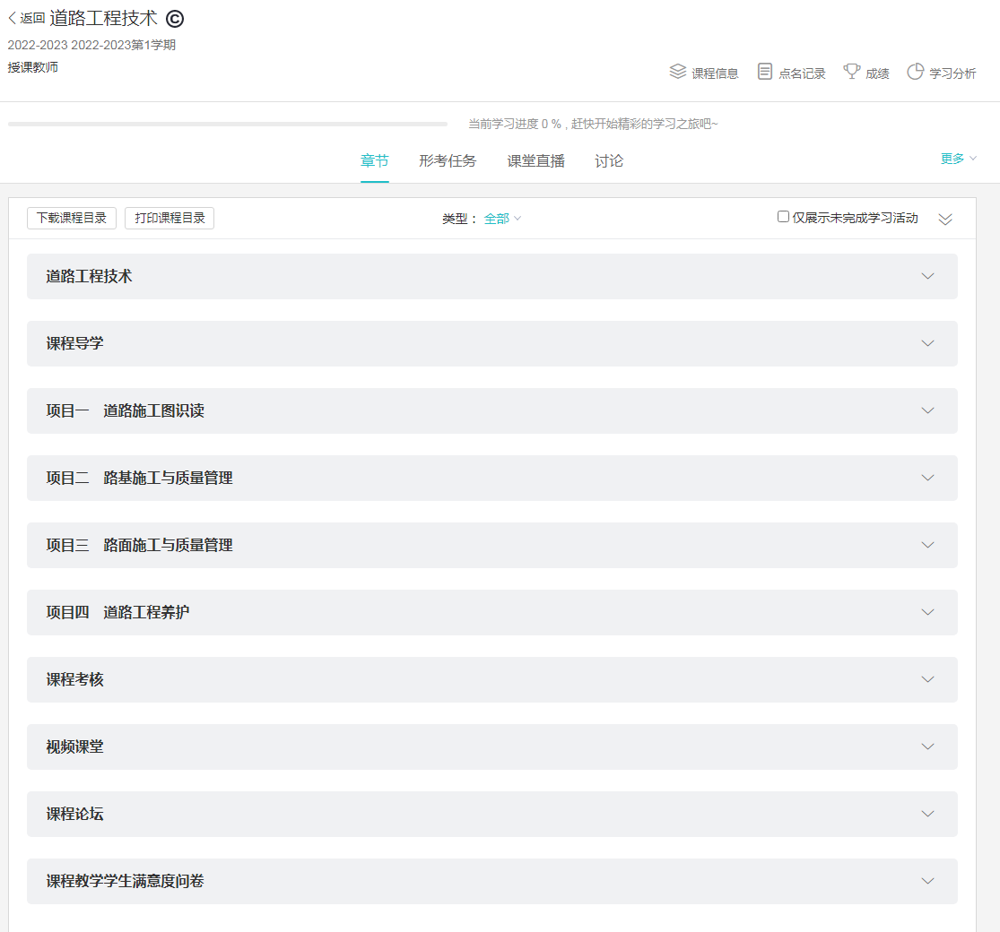 返回 道路工程技术 ©
2022-2023 2022-2023第1学期
授课教师
课程信息 点名记录 成绩 学习分析
当前学习进度 0 % , 赶快开始精彩的学习之旅吧~
章节 形考任务 课堂直播 讨论 更多
下载课程目录 打印课程目录 类型： 全部 仅展示未完成学习活动
道路工程技术
课程导学
项目一　道路施工图识读
项目二　路基施工与质量管理
项目三　路面施工与质量管理
项目四　道路工程养护
课程考核
视频课堂
课程论坛
课程教学学生满意度问卷